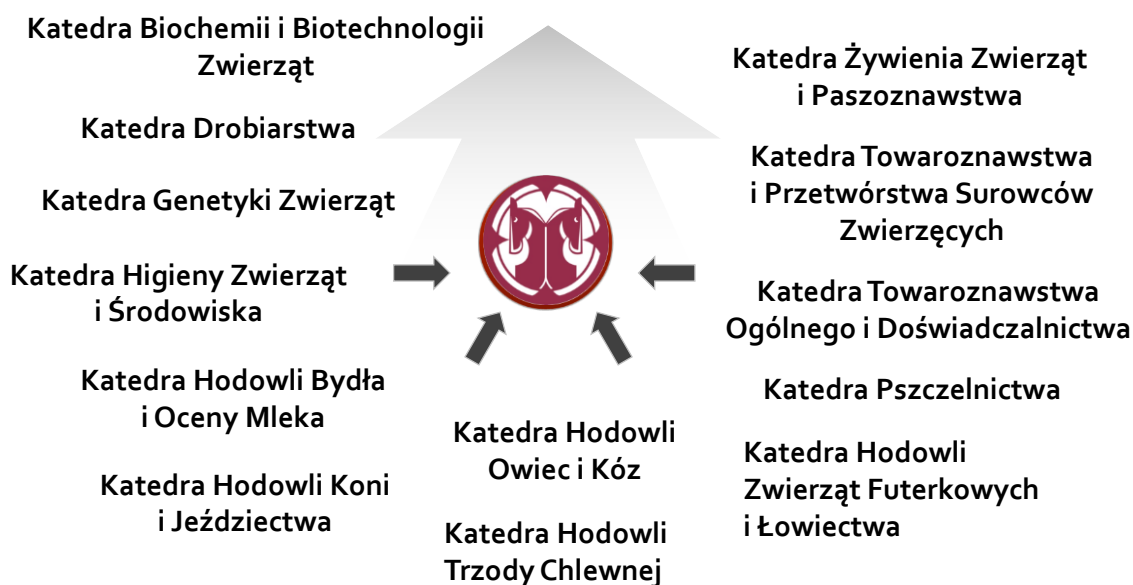 Katedra Biochemii i Biotechnologii
Zwierząt
Katedra Drobiarstwa
Katedra Genetyki Zwierząt
Katedra Higieny Zwierząt
i Środowiska
Katedra Hodowli Bydła
i Oceny Mleka
Katedra Hodowli Koni
i Jeździectwa
Katedra Hodowli
Owiec i Kóz
Katedra Hodowli
Trzody Chlewnej
Katedra Żywienia Zwierząt
i Paszoznawstwa
Katedra Towaroznawstwa
i Przetwórstwa Surowców
Zwierzęcych
Katedra Towaroznawstwa
Ogólnego i Doświadczalnictwa
Katedra Pszczelnictwa
Katedra Hodowli
Zwierząt Futerkowych
i Łowiectwa